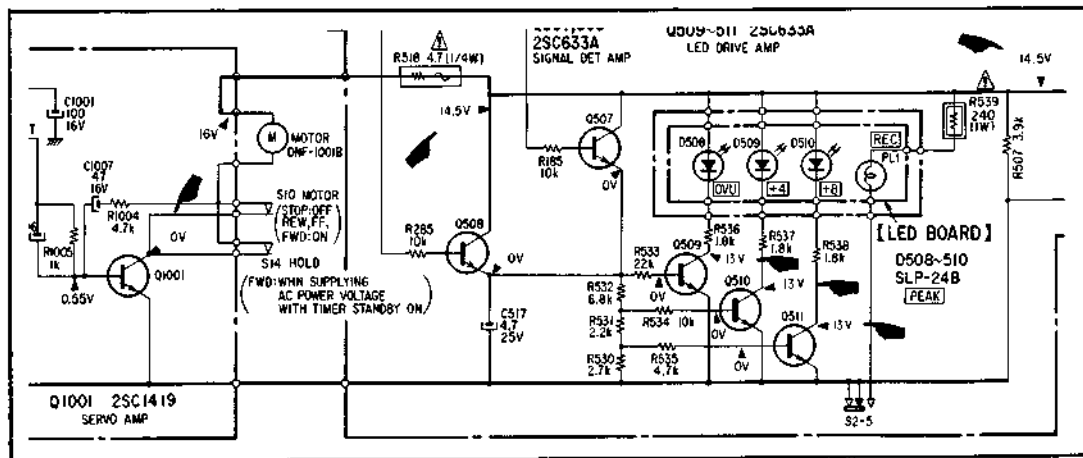 Q509~511 2SC633A
LED DRIVE AMP
2SC633A
SIGNAL DET AMP
R518 4.7(1/4W)
14.5V
C1001
100
16V
16V
MOTOR
DNF-1001B
M
14.5V
Q507
R185
10k
0V
D508
D509
D510
REC
PL1
0VU
+4
+8
R539
240
(1W)
R507 3.9k
C1007
47
16V
R1004
4.7k
R1005
1k
0V
0.55V
Q1001
S10 MOTOR
(STOP:OFF
REW,FF,
FWD:ON)
S14 HOLD
(FWD:WHN SUPPLYING
AC POWER VOLTAGE
WITH TIMER STANDBY ON)
R285
10k
Q508
0V
C517
4.7
25V
R533
22k
0V
R532
6.8k
R531
2.2k
R530
2.7k
R534
10k
0V
R535
4.7k
0V
R536
1.8k
R537
1.8k
R538
1.8k
Q509
13V
Q510
13V
Q511
13V
【LED BOARD】
D508~510
SLP-24B
PEAK
S2-5
Q1001 2SC1419
SERVO AMP